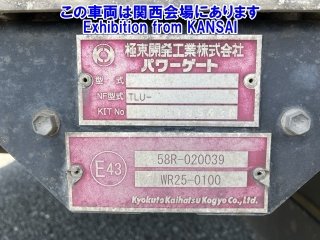 この車両は関西会場にあります
Exhibition from KANSAI
極東開発工業株式会社
パワーゲート
型式
NF型式 TLU-
KIT No
E43
58R-020039
WR25-0100
Kyokuto Kaihatsu Kogyo Co., Ltd.